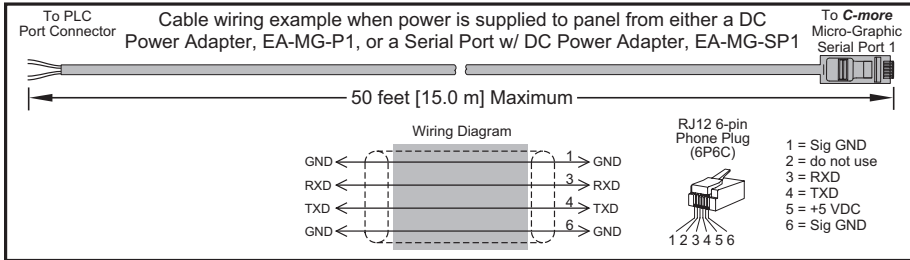 To PLC
Port Connector
Cable wiring example when power is supplied to panel from either a DC
Power Adapter, EA-MG-P1, or a Serial Port w/ DC Power Adapter, EA-MG-SP1
To C-more
Micro-Graphic
Serial Port 1
50 feet [15.0 m] Maximum
Wiring Diagram
GND 1 GND
RXD 3 RXD
TXD 4 TXD
GND 6 GND
RJ12 6-pin
Phone Plug
(6P6C)
1 2 3 4 5 6
1 = Sig GND
2 = do not use
3 = RXD
4 = TXD
5 = +5 VDC
6 = Sig GND